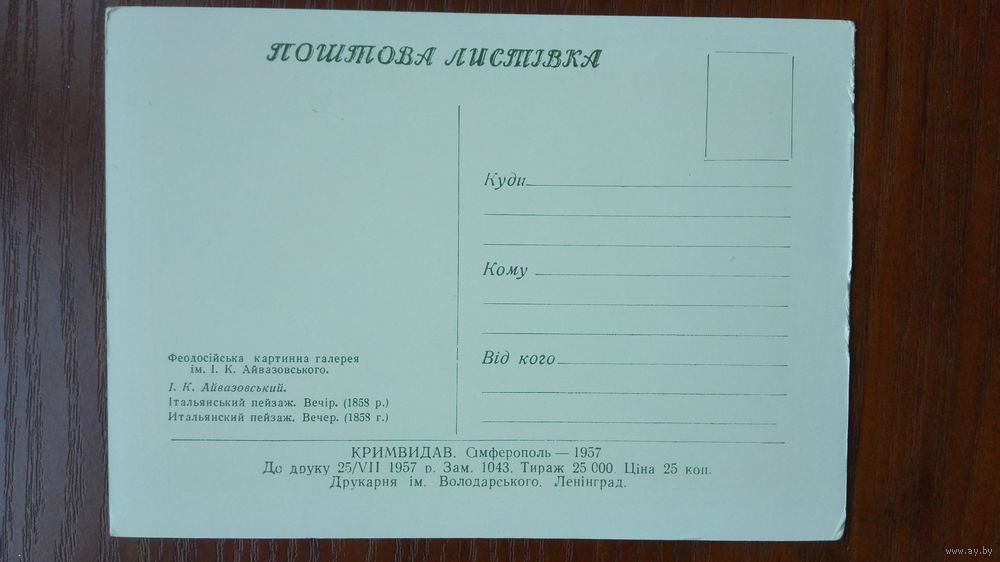 ПОШТОВА ЛИСТІВКА
Куди
Кому
Від кого
Феодосійська картинна галерея
ім. І. К. Айвазовського.
І. К. Айвазовський.
Італьянський пейзаж. Вечір. (1858 р.)
Итальянский пейзаж. Вечер. (1858 г.)
КРИМВИДАВ. Сімферополь — 1957
До друку 25/VII 1957 р. Зам. 1043. Тираж 25 000. Ціна 25 коп.
Друкарня ім. Володарського. Ленінград.
www.ay.by